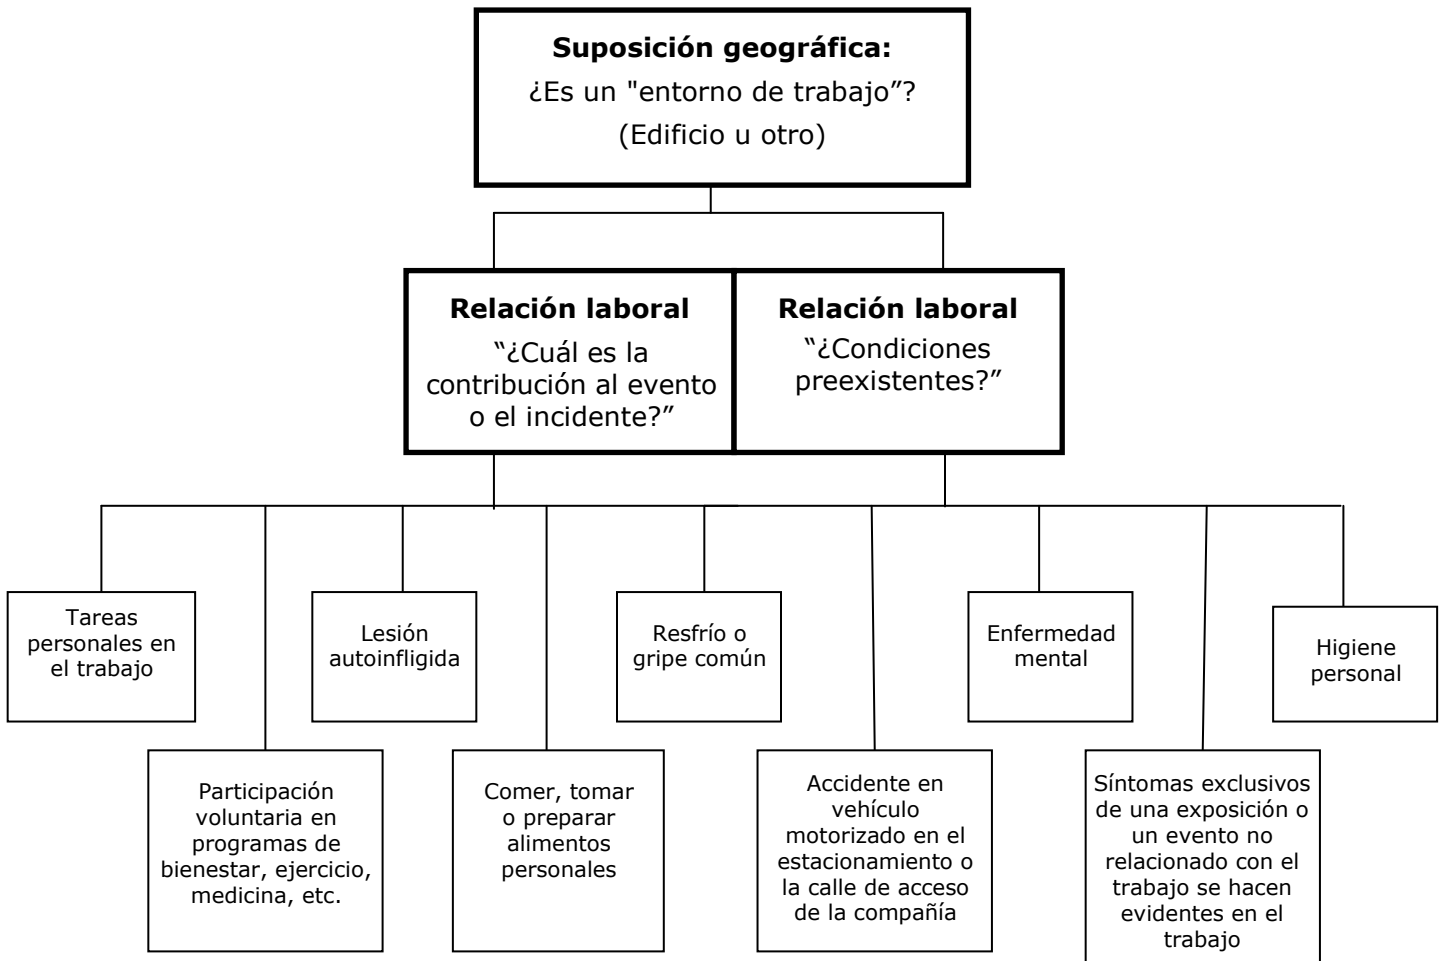 Suposición geográfica:
¿Es un "entorno de trabajo”?
(Edificio u otro)
Relación laboral
“¿Cuál es la
contribución al evento
o el incidente?”
Relación laboral
“¿Condiciones
preexistentes?”
Tareas
personales en
el trabajo
Lesión
autoinfligida
Resfrío o
gripe común
Enfermedad
mental
Higiene
personal
Participación
voluntaria en
programas de
bienestar, ejercicio,
medicina, etc.
Comer, tomar
o preparar
alimentos
personales
Accidente en
vehículo
motorizado en el
estacionamiento o
la calle de acceso
de la compañía
Síntomas exclusivos
de una exposición o
un evento no
relacionado con el
trabajo se hacen
evidentes en el
trabajo